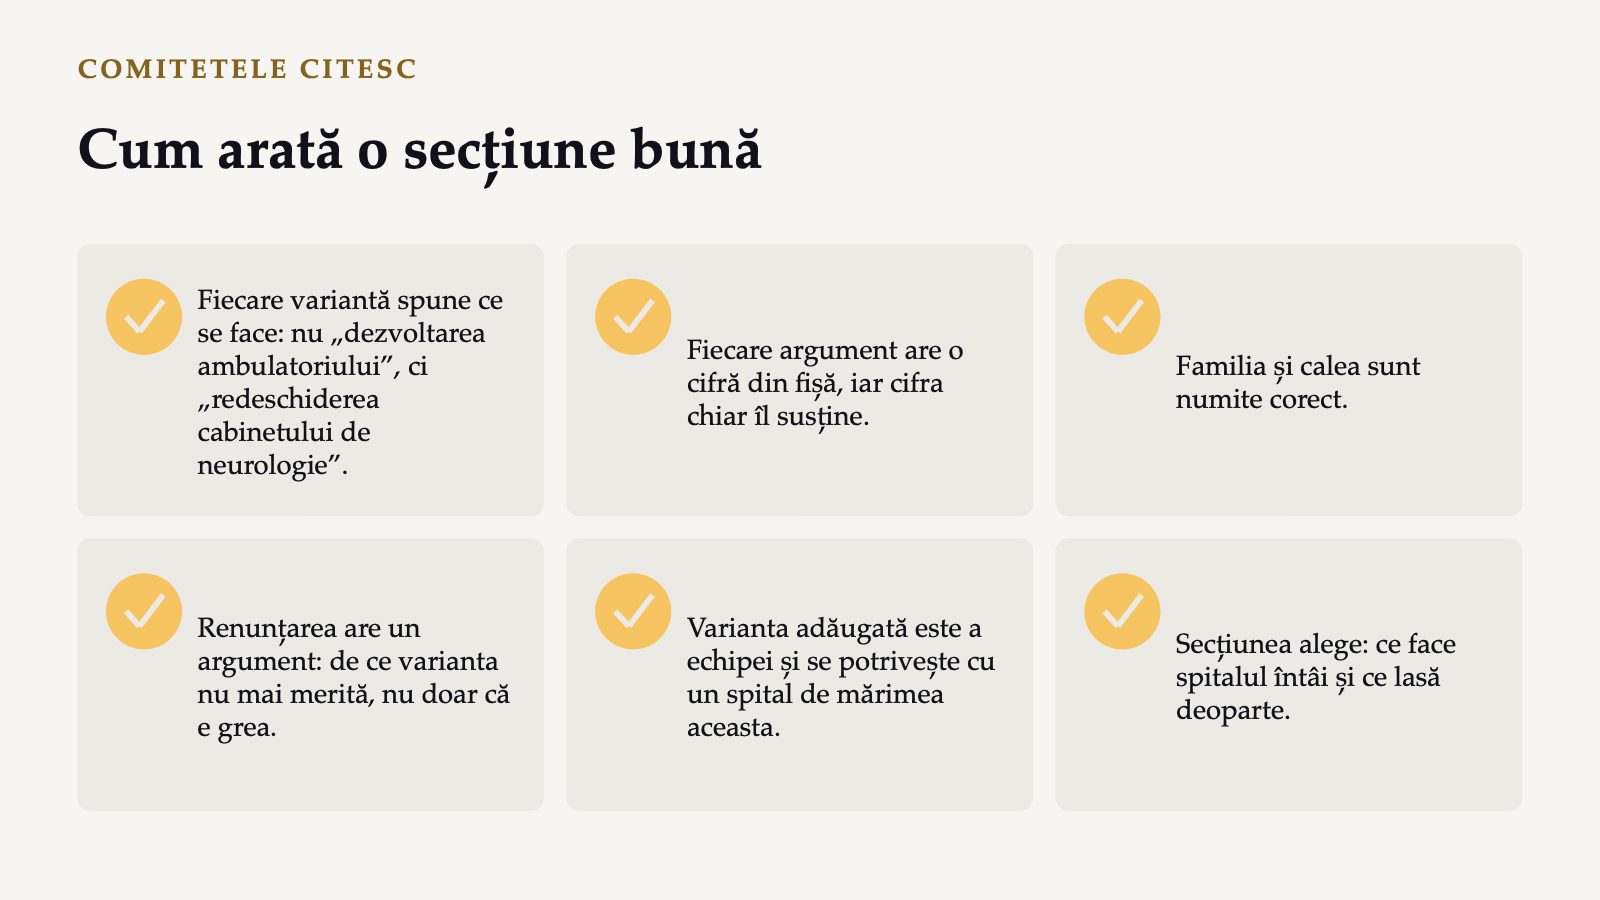 COMITETELE CITESC
Cum arată o secțiune bună
Fiecare variantă spune ce
se face: nu „dezvoltarea
ambulatoriului”, ci
„redeschiderea
cabinetului de
neurologie”.
Fiecare argument are o
cifră din fișă, iar cifra
chiar îl susține.
Familia și calea sunt
numite corect.
Renunțarea are un
argument: de ce varianta
nu mai merită, nu doar că
e grea.
Varianta adăugată este a
echipei și se potrivește cu
un spital de mărimea
aceasta.
Secțiunea alege: ce face
spitalul întâi și ce lasă
deoparte.